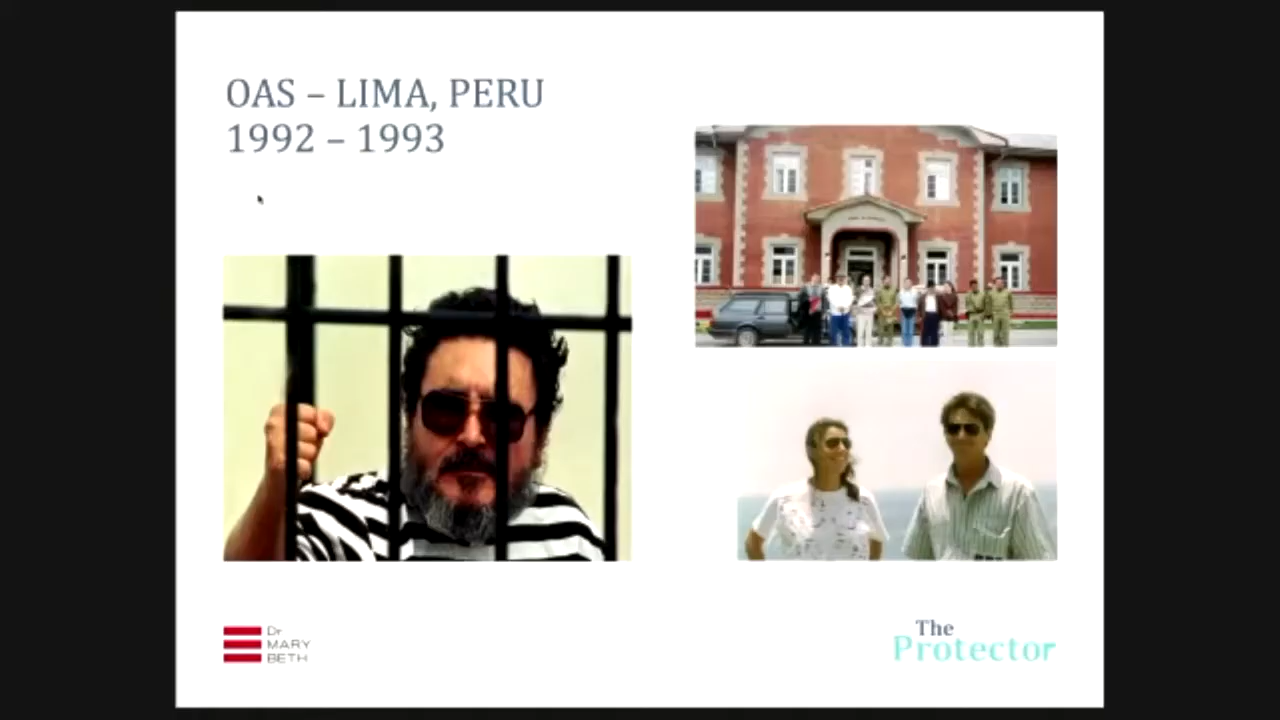 OAS – LIMA, PERU
1992 – 1993
Dr
MARY
BETH
The
Protector